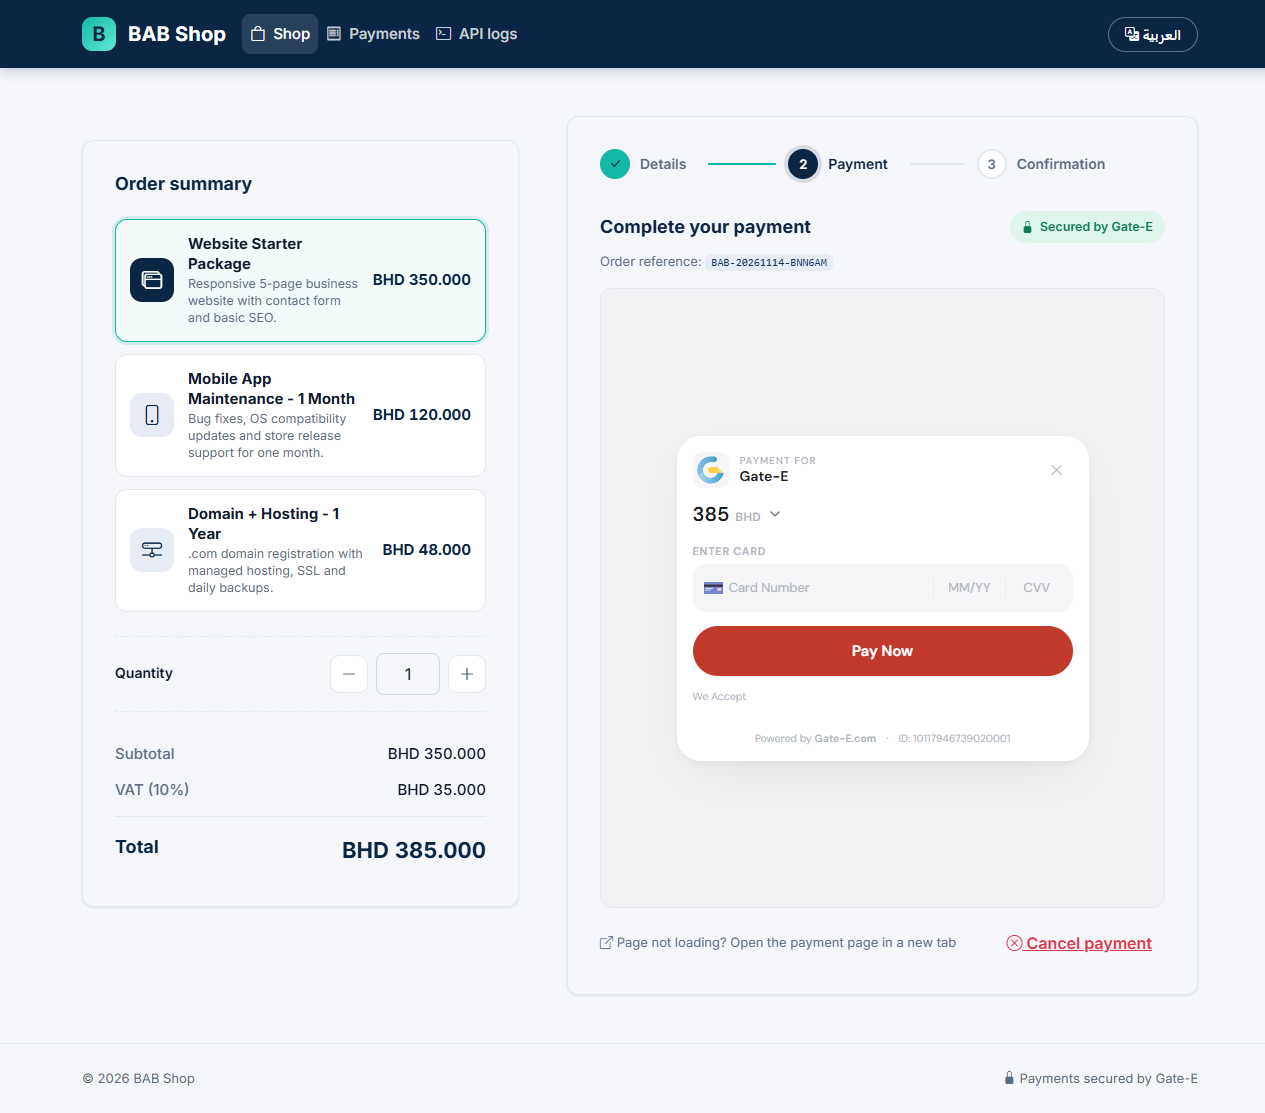 B BAB Shop Shop Payments API logs العربية
Order summary
Website Starter
Package
Responsive 5-page business
website with contact form
and basic SEO.
BHD 350.000
Mobile App
Maintenance - 1 Month
Bug fixes, OS compatibility
updates and store release
support for one month.
BHD 120.000
Domain + Hosting - 1
Year
.com domain registration with
managed hosting, SSL and
daily backups.
BHD 48.000
Quantity 1
Subtotal BHD 350.000
VAT (10%) BHD 35.000
Total BHD 385.000
Details 2 Payment 3 Confirmation
Complete your payment Secured by Gate-E
Order reference: BAB-20261114-BNN6AM
PAYMENT FOR
Gate-E
385 BHD
ENTER CARD
Card Number MM/YY CVV
Pay Now
We Accept
Powered by Gate-E.com · ID: 10117946739020001
Page not loading? Open the payment page in a new tab Cancel payment
© 2026 BAB Shop Payments secured by Gate-E